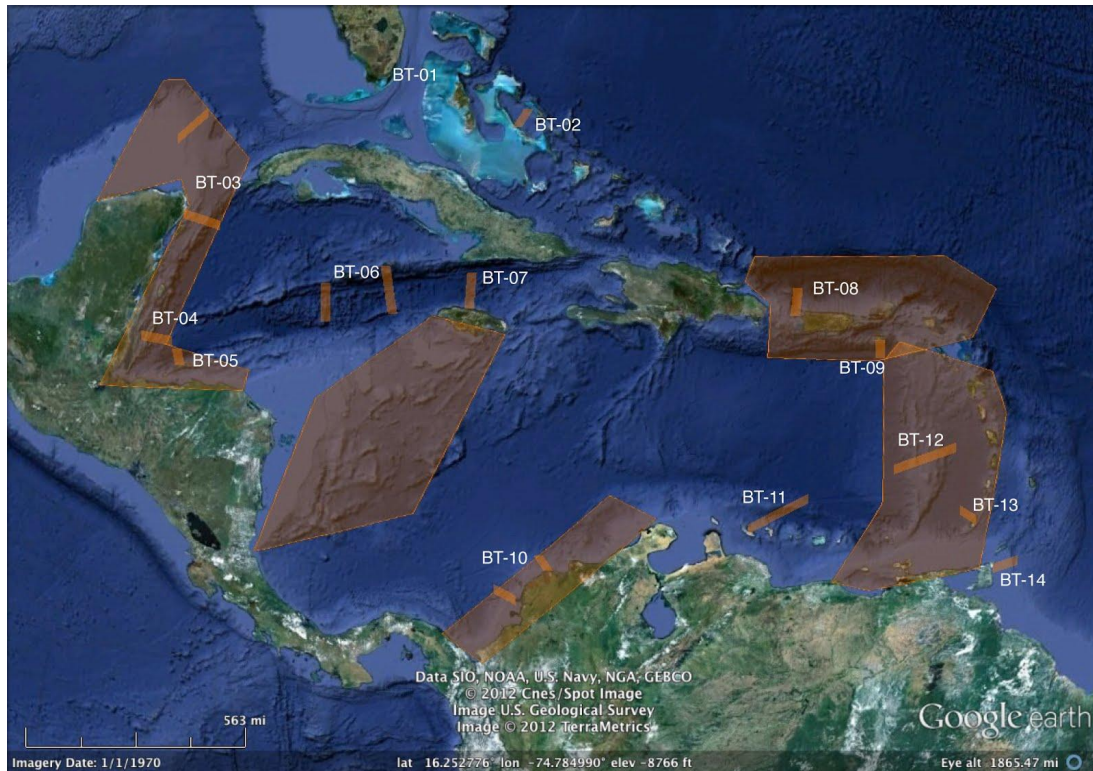 BT-01
BT-02
BT-03
BT-06
BT-07
BT-08
BT-04
BT-05
BT-09
BT-12
BT-11
BT-13
BT-10
BT-14
Data SIO, NOAA, U.S. Navy, NGA, GEBCO
© 2012 Cnes/Spot Image
Image U.S. Geological Survey
Image © 2012 TerraMetrics
563 mi
Google earth
Imagery Date: 1/1/1970 lat 16.252776° lon -74.784990° elev -8766 ft Eye alt 1865.47 mi